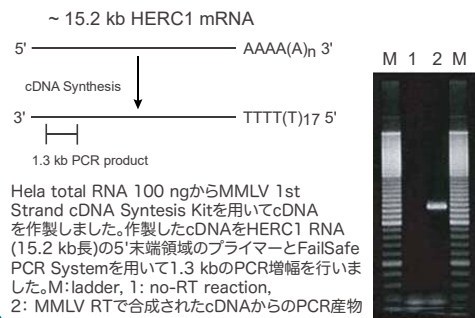 ~ 15.2 kb HERC1 mRNA
5' AAAA(A)n 3'
cDNA Synthesis
3' TTTT(T)17 5'
1.3 kb PCR product
M 1 2 M
Hela total RNA 100 ngからMMLV 1st
Strand cDNA Syntesis Kitを用いてcDNA
を作製しました。作製したcDNAをHERC1 RNA
(15.2 kb長)の5'末端領域のプライマーとFailSafe
PCR Systemを用いて1.3 kbのPCR増幅を行いま
した。M:ladder, 1: no-RT reaction,
2: MMLV RTで合成されたcDNAからのPCR産物